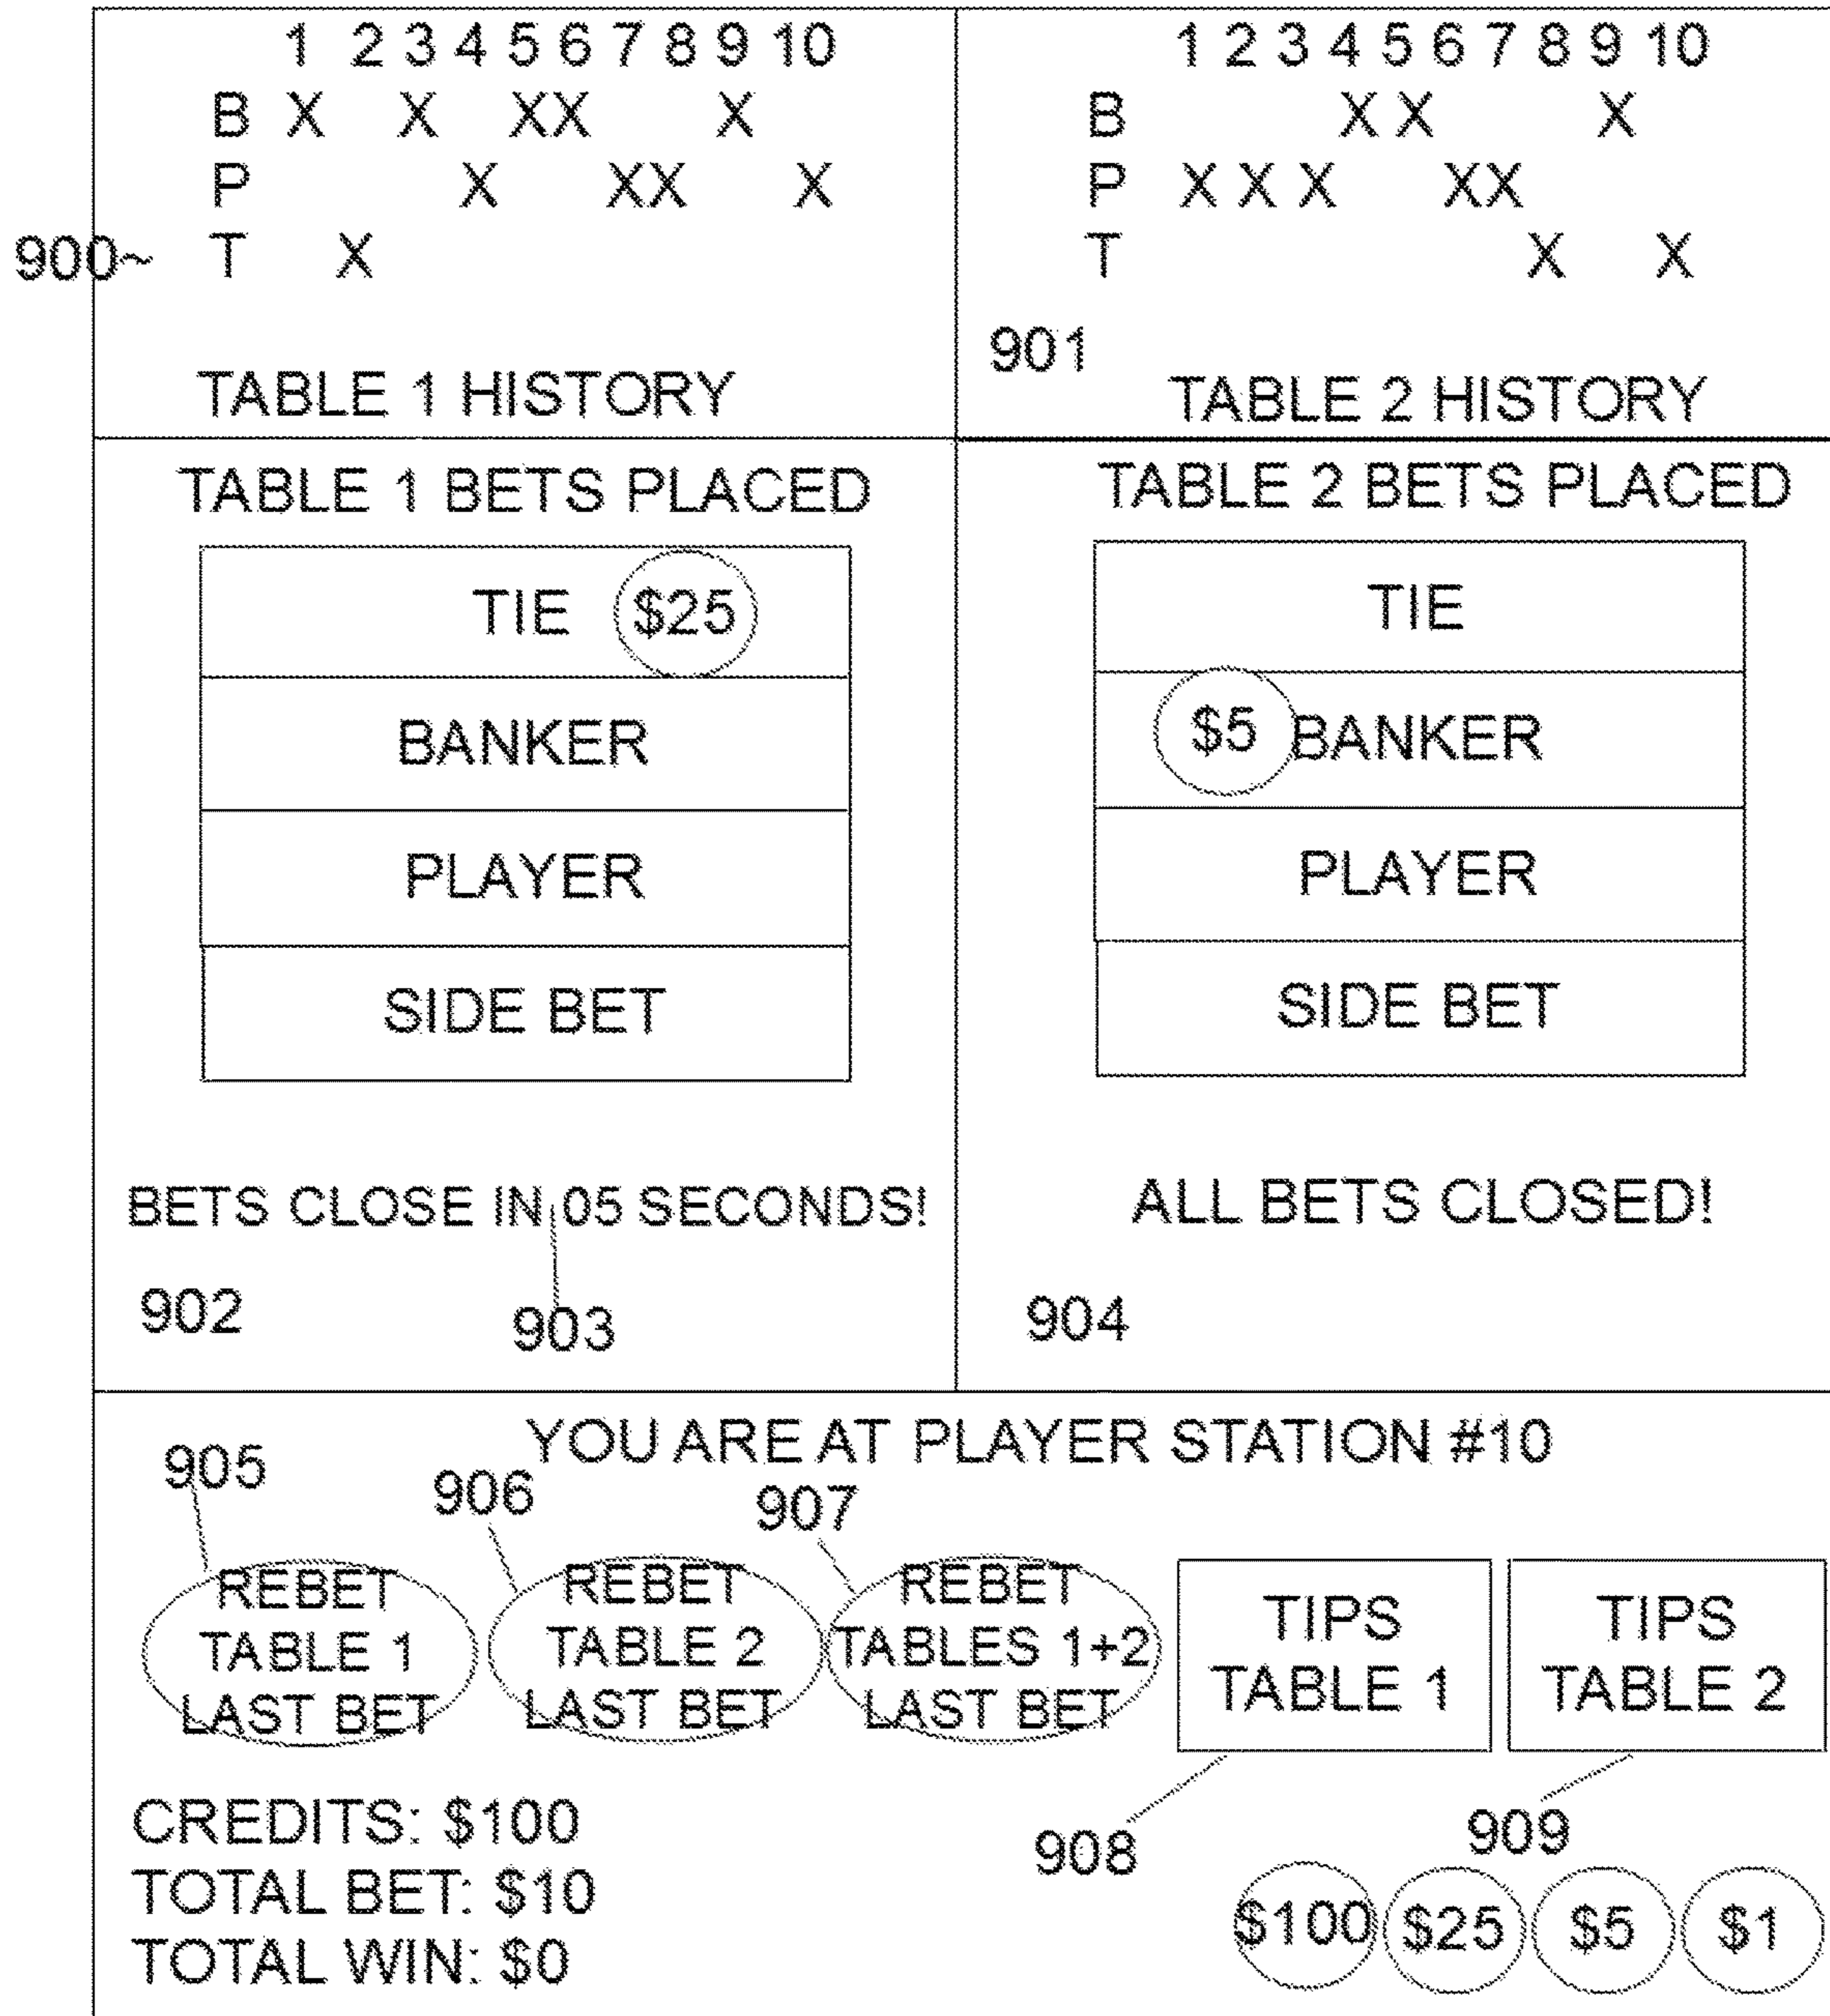 1 2 3 4 5 6 7 8 9 10
B X X XX X
P X XX X
900~ T X
TABLE 1 HISTORY
1 2 3 4 5 6 7 8 9 10
B X X X
P X X X XX
T X X
901
TABLE 2 HISTORY
TABLE 1 BETS PLACED
TIE $25
BANKER
PLAYER
SIDE BET
BETS CLOSE IN 05 SECONDS!
902 903
TABLE 2 BETS PLACED
TIE
$5 BANKER
PLAYER
SIDE BET
ALL BETS CLOSED!
904
YOU ARE AT PLAYER STATION #10
905 906 907
REBET
TABLE 1
LAST BET
REBET
TABLE 2
LAST BET
REBET
TABLES 1+2
LAST BET
TIPS
TABLE 1
TIPS
TABLE 2
908 909
CREDITS: $100
TOTAL BET: $10
TOTAL WIN: $0
$100 $25 $5 $1